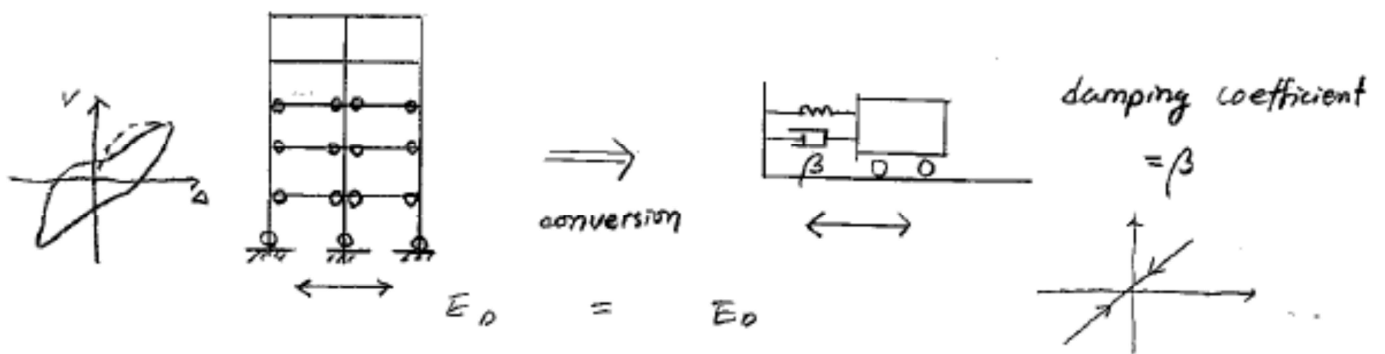 V
Δ
conversion
β
damping coefficient
= β
E_D = E_D